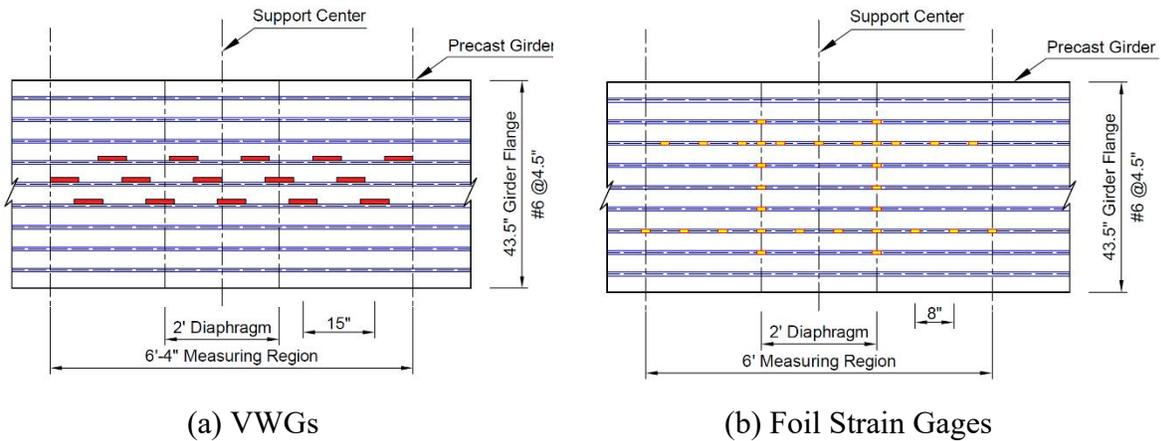 Support Center
Precast Girder
43.5" Girder Flange
#6 @4.5"
2' Diaphragm
15"
6'-4" Measuring Region
(a) VWGs
Support Center
Precast Girder
43.5" Girder Flange
#6 @4.5"
8"
2' Diaphragm
6' Measuring Region
(b) Foil Strain Gages